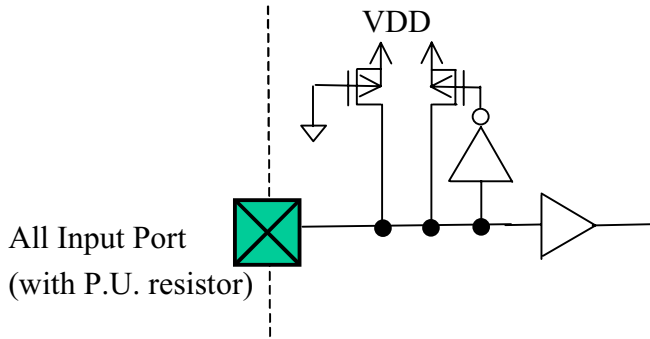 VDD
All Input Port
(with P.U. resistor)